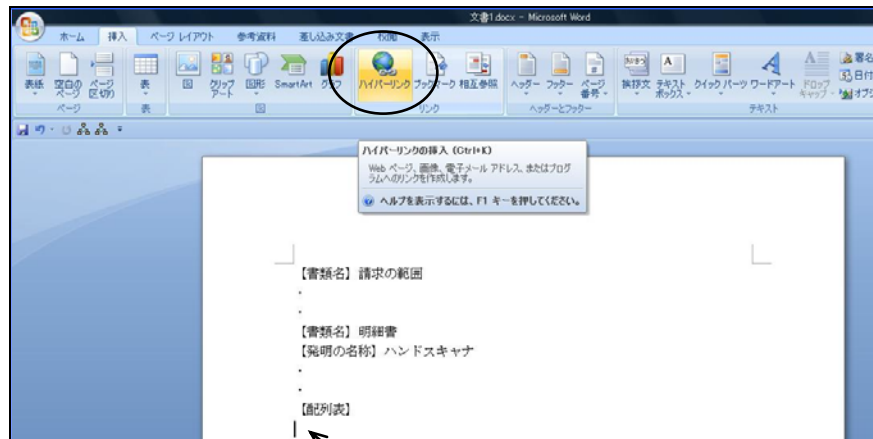 文書1.docx - Microsoft Word
ホーム 挿入 ページ レイアウト 参考資料 差し込み文書 校閲 表示
表紙 空白のページ ページ区切り 表 図 クリップアート 図形 SmartArt グラフ ハイパーリンク ブックマーク 相互参照 ヘッダー フッター ページ番号 挨拶文 テキストボックス クイック パーツ ワードアート ドロップキャップ 署名
日付
オブジ
ページ 表 図 リンク ヘッダーとフッター テキスト
ハイパーリンクの挿入 (Ctrl+K)
Web ページ、画像、電子メール アドレス、またはプログ
ラムへのリンクを作成します。
ヘルプを表示するには、F1 キーを押してください。
【書類名】請求の範囲
・
・
【書類名】明細書
【発明の名称】ハンドスキャナ
・
・
【配列表】